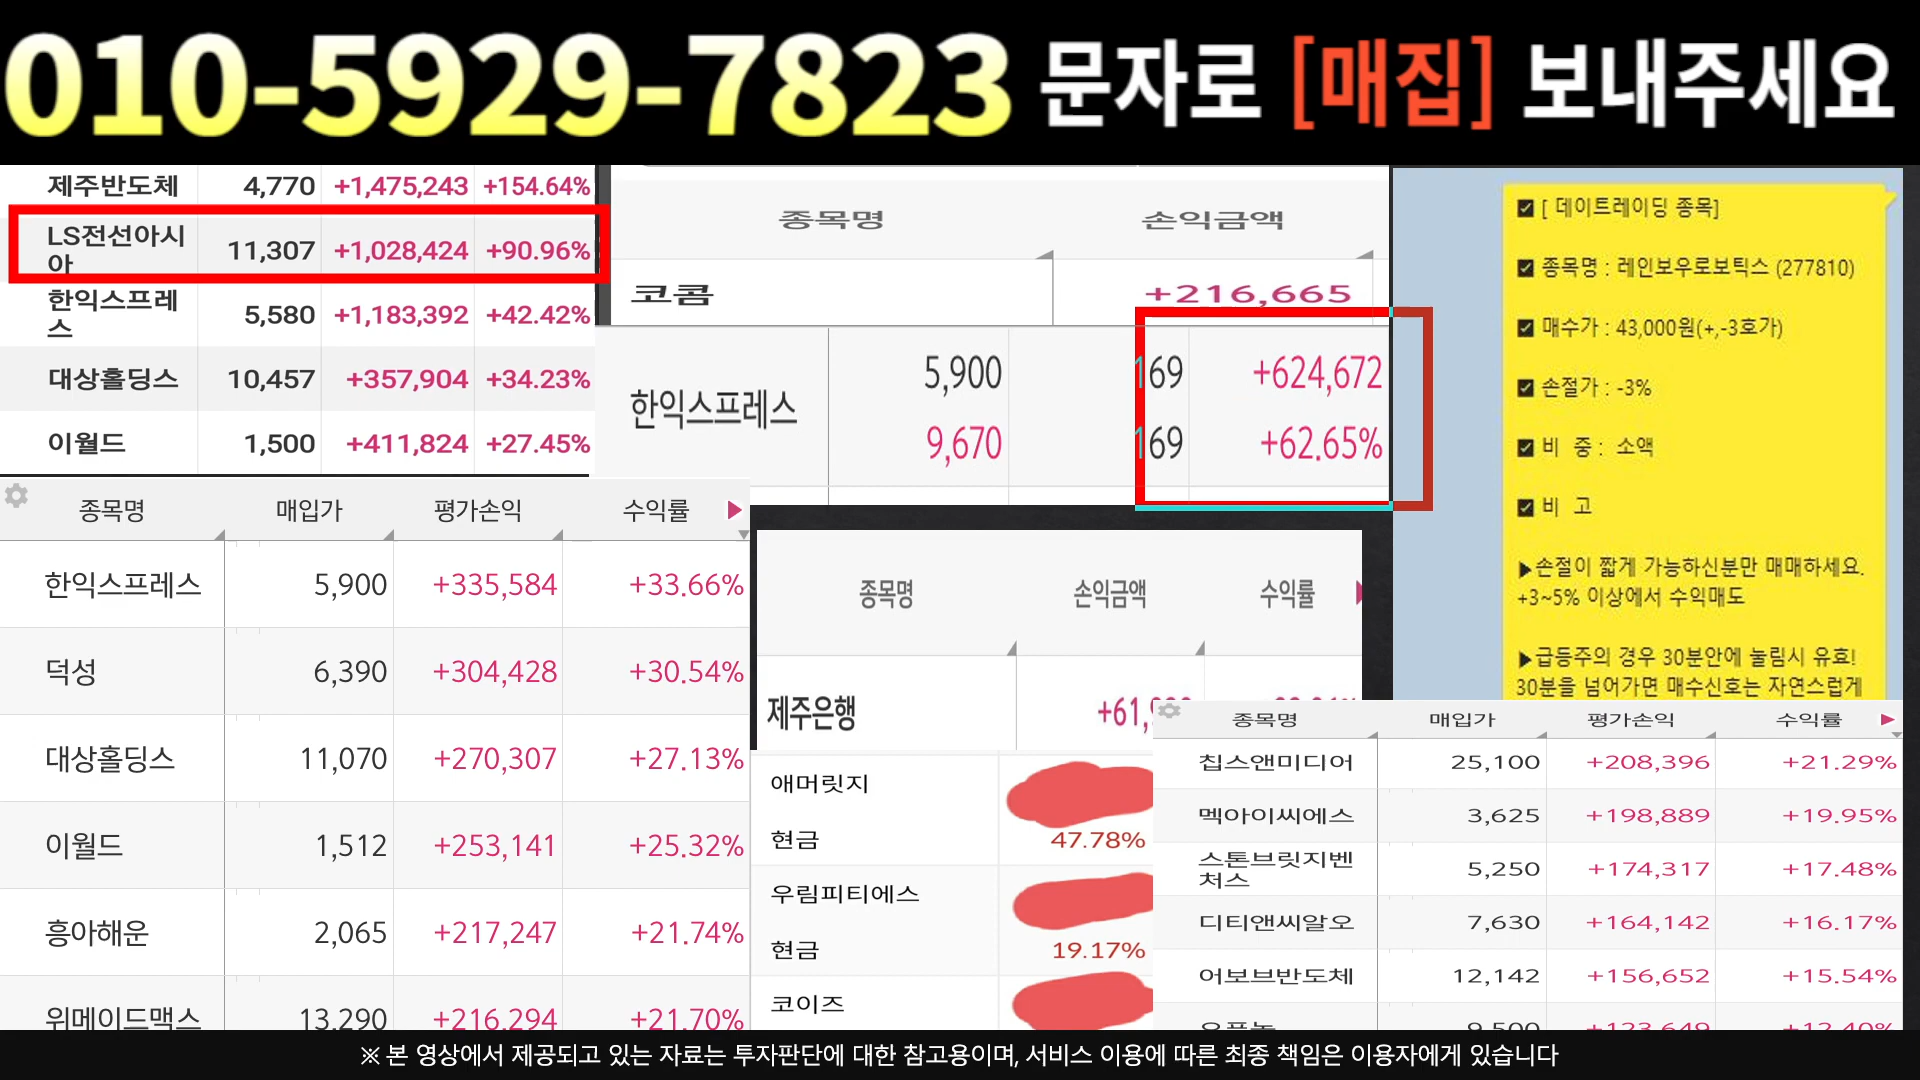 010-5929-7823 문자로 [매집] 보내주세요
제주반도체 4,770 +1,475,243 +154.64%
LS전선아시아 11,307 +1,028,424 +90.96%
한익스프레스 5,580 +1,183,392 +42.42%
대상홀딩스 10,457 +357,904 +34.23%
이월드 1,500 +411,824 +27.45%
종목명 손익금액
코콤 +216,665
한익스프레스 5,900 169 +624,672
9,670 169 +62.65%
☑ [ 데이트레이딩 종목]
☑ 종목명 : 레인보우로보틱스 (277810)
☑ 매수가 : 43,000원(+,-3호가)
☑ 손절가 : -3%
☑ 비 중 : 소액
☑ 비 고
▶손절이 짧게 가능하신분만 매매하세요.
+3~5% 이상에서 수익매도
▶급등주의 경우 30분안에 눌림시 유효!
30분을 넘어가면 매수신호는 자연스럽게
종목명 매입가 평가손익 수익률
한익스프레스 5,900 +335,584 +33.66%
덕성 6,390 +304,428 +30.54%
대상홀딩스 11,070 +270,307 +27.13%
이월드 1,512 +253,141 +25.32%
흥아해운 2,065 +217,247 +21.74%
위메이드맥스 13,290 +216,294 +21.70%
종목명 손익금액 수익률
제주은행 +61,
애머릿지
현금 47.78%
우림피티에스
현금 19.17%
코이즈
종목명 매입가 평가손익 수익률
칩스앤미디어 25,100 +208,396 +21.29%
멕아이씨에스 3,625 +198,889 +19.95%
스톤브릿지벤처스 5,250 +174,317 +17.48%
디티앤씨알오 7,630 +164,142 +16.17%
어보브반도체 12,142 +156,652 +15.54%
※ 본 영상에서 제공되고 있는 자료는 투자판단에 대한 참고용이며, 서비스 이용에 따른 최종 책임은 이용자에게 있습니다